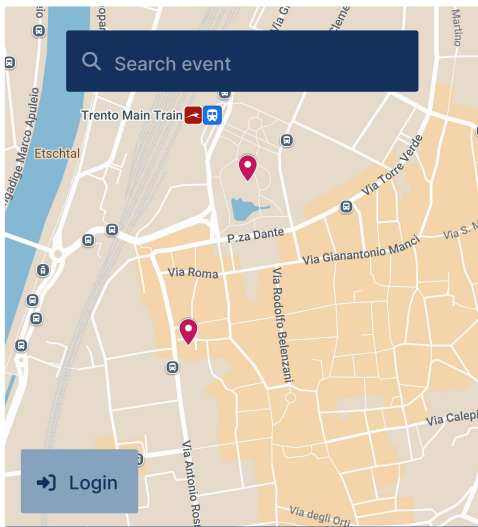 Search event
Martino
Trento Main Train
Etschtal
Via Torre Verde
P.za Dante
Via Gianantonio Manci
Via Roma
Via Rodolfo Belenzani
Via Calepi
Login
Via Antonio Ros
Via degli Orti